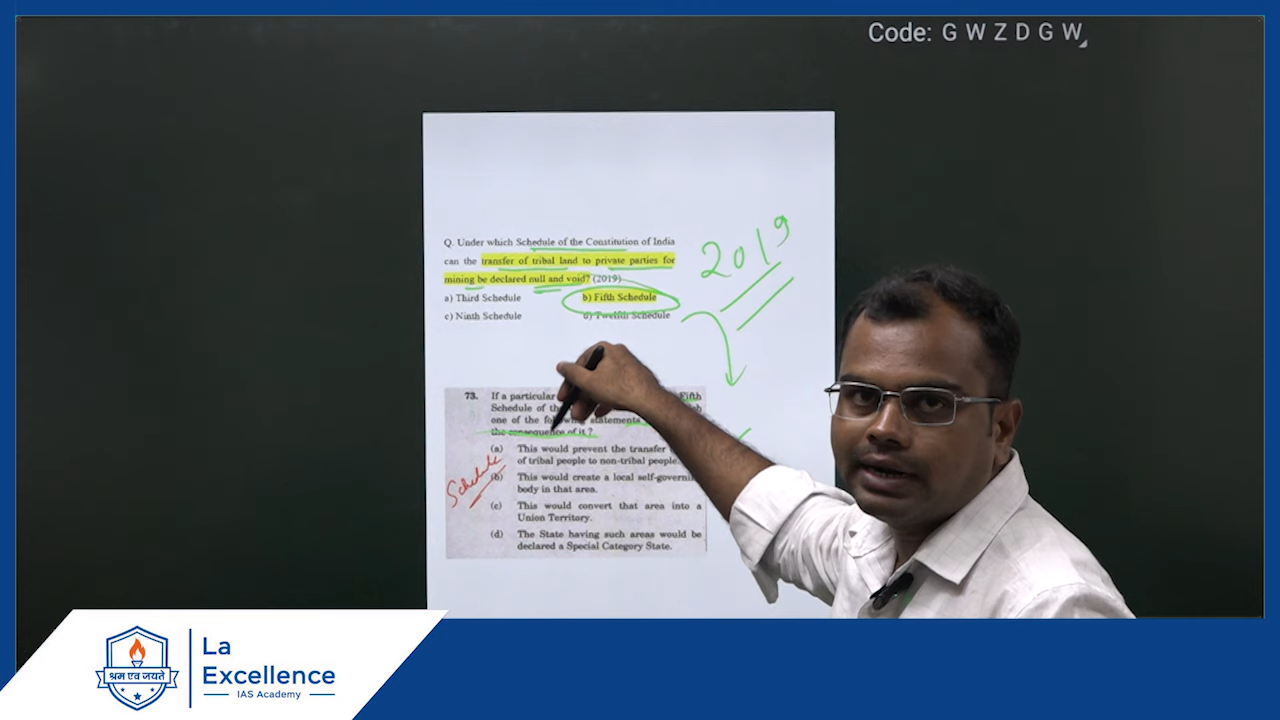 Code: G W Z D G W
Q. Under which Schedule of the Constitution of India
can the transfer of tribal land to private parties for
mining be declared null and void? (2019)
a) Third Schedule b) Fifth Schedule
c) Ninth Schedule d) Twelfth Schedule
2019
73. If a particular Fifth
Schedule of the
one of the following statements
the consequence of it ?
(a) This would prevent the transfer
of tribal people to non-tribal people.
Schedule
(b) This would create a local self-governing
body in that area.
(c) This would convert that area into a
Union Territory.
(d) The State having such areas would be
declared a Special Category State.
श्रम एव जयते
La
Excellence
IAS Academy